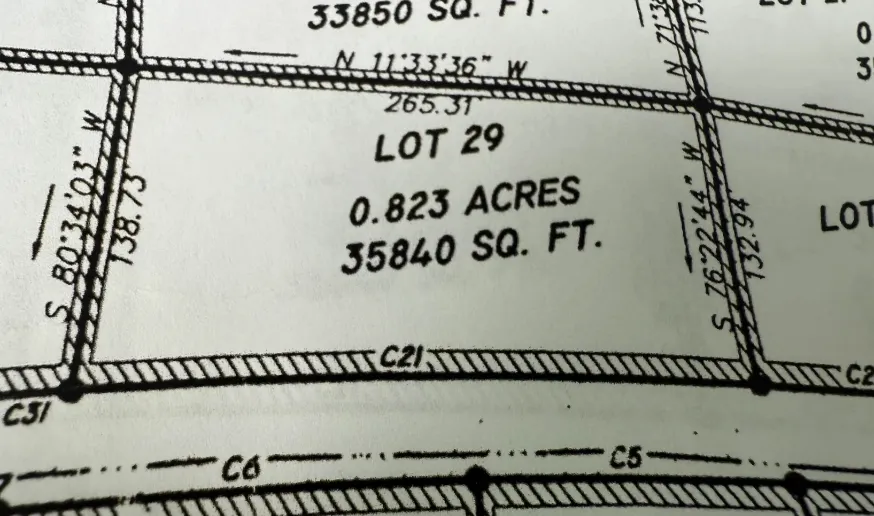 33850 SQ. FT.
N 11°33'36" W
265.31'
LOT 29
0.823 ACRES
35840 SQ. FT.
S 80°34'03" W
138.73'
S 76°22'44" W
132.94'
LOT
C21
C31
C6
C5